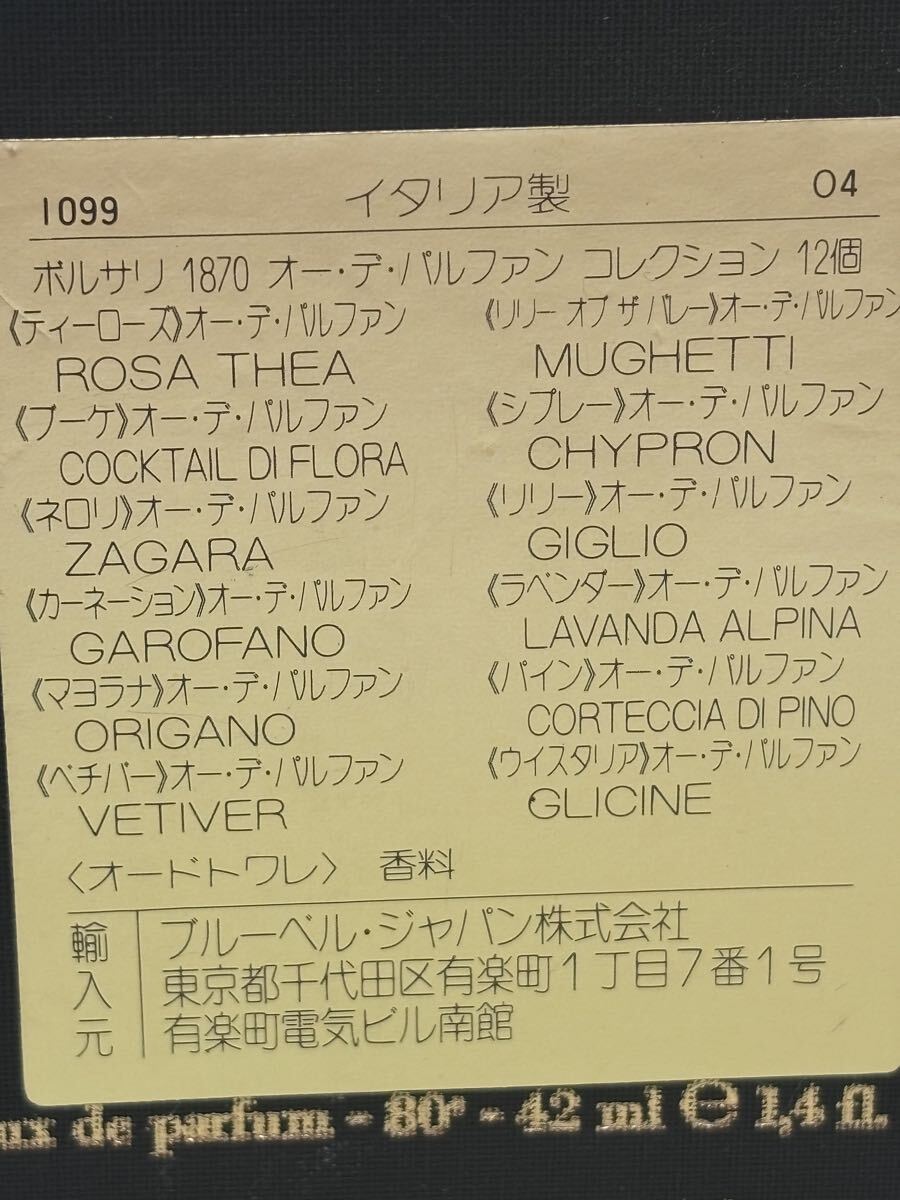 1099 イタリア製 04
ボルサリ 1870 オー・デ・パルファン コレクション 12個
《ティーローズ》オー・デ・パルファン
ROSA THEA
《ブーケ》オー・デ・パルファン
COCKTAIL DI FLORA
《ネロリ》オー・デ・パルファン
ZAGARA
《カーネーション》オー・デ・パルファン
GAROFANO
《マヨラナ》オー・デ・パルファン
ORIGANO
《ベチバー》オー・デ・パルファン
VETIVER
《リリー オブ ザ バレー》オー・デ・パルファン
MUGHETTI
《シプレー》オー・デ・パルファン
CHYPRON
《リリー》オー・デ・パルファン
GIGLIO
《ラベンダー》オー・デ・パルファン
LAVANDA ALPINA
《パイン》オー・デ・パルファン
CORTECCIA DI PINO
《ウイスタリア》オー・デ・パルファン
GLICINE
〈オードトワレ〉 香料
輸入元
ブルーベル・ジャパン株式会社
東京都千代田区有楽町1丁目7番1号
有楽町電気ビル南館
de parfum - 80° - 42 ml ℮ 1,4 fl.